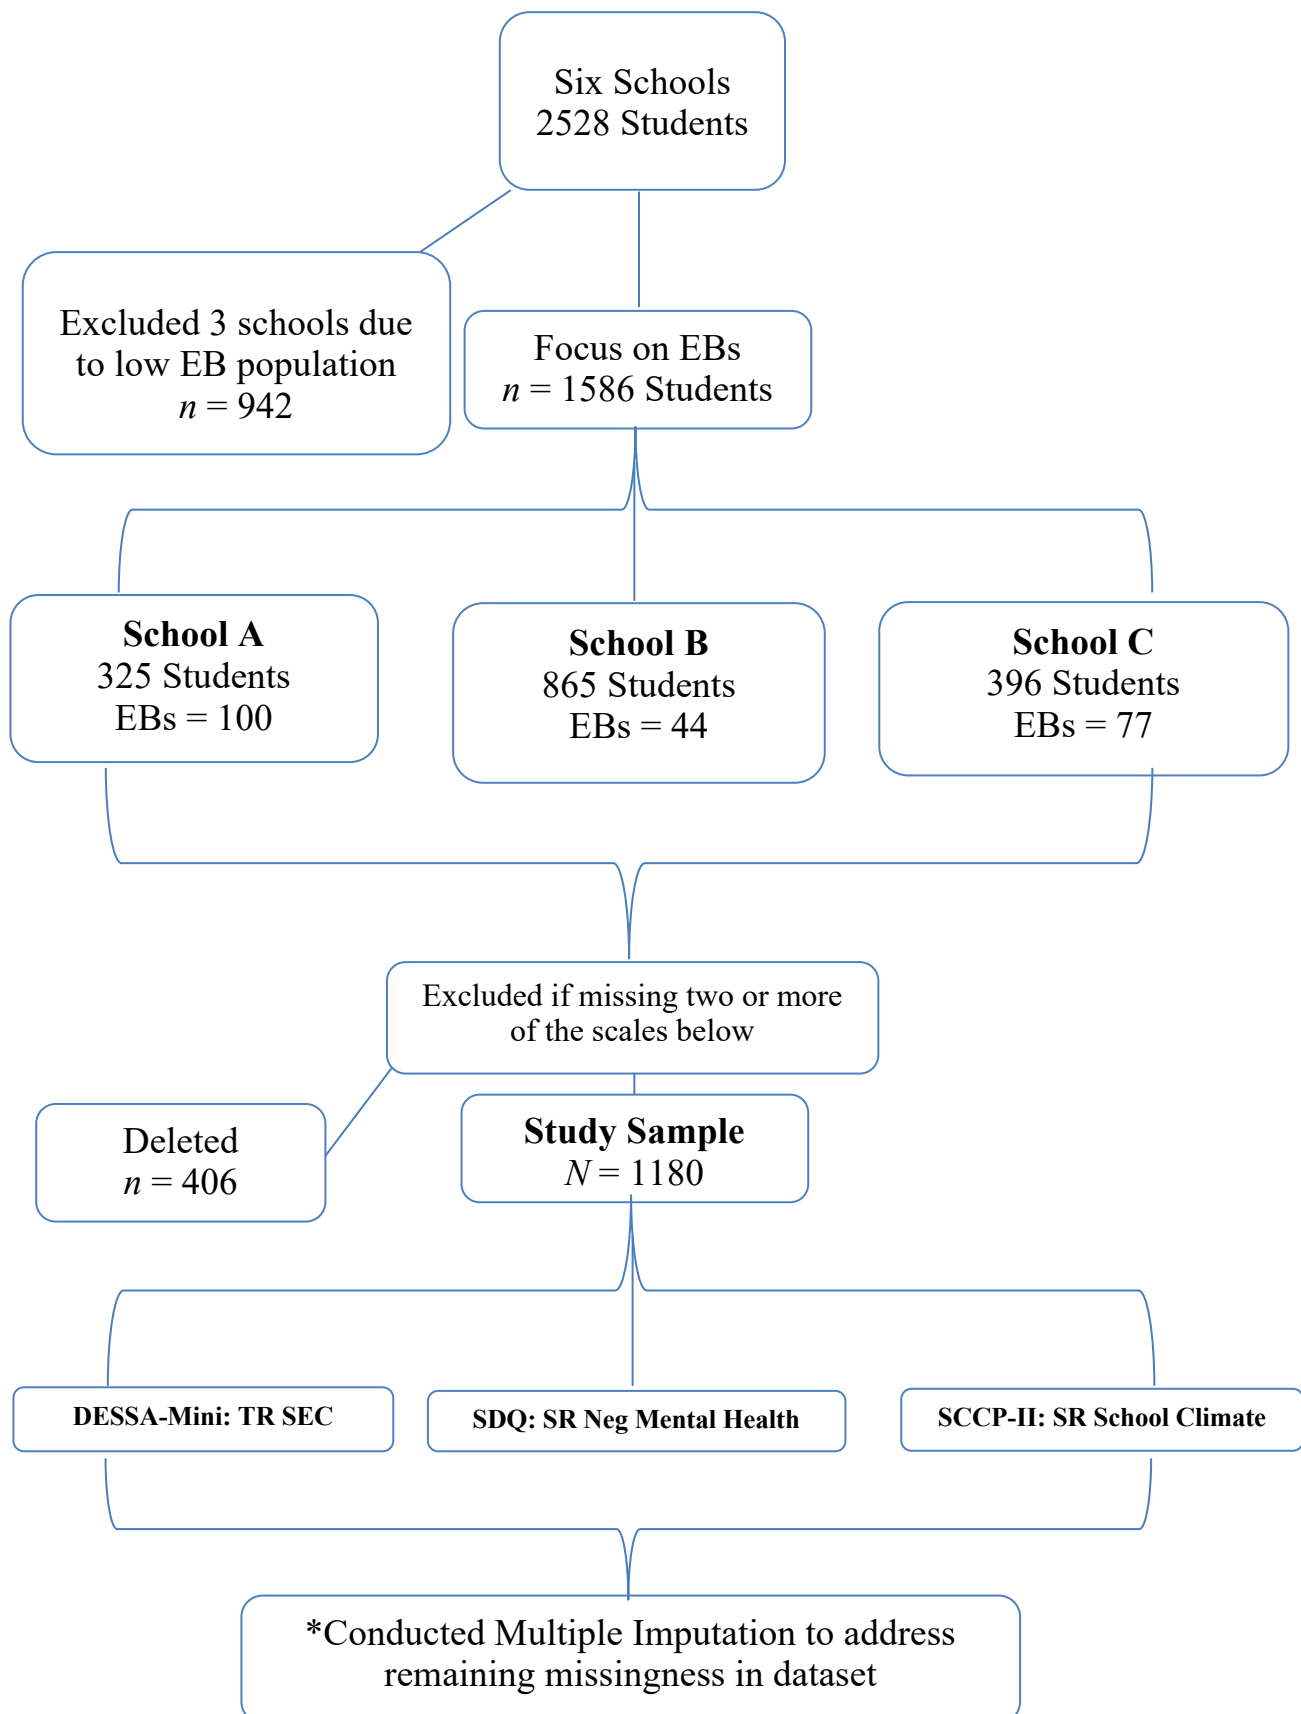 Six Schools
2528 Students
Excluded 3 schools due
to low EB population
n = 942
Focus on EBs
n = 1586 Students
School A
325 Students
EBs = 100
School B
865 Students
EBs = 44
School C
396 Students
EBs = 77
Excluded if missing two or more
of the scales below
Deleted
n = 406
Study Sample
N = 1180
DESSA-Mini: TR SEC
SDQ: SR Neg Mental Health
SCCP-II: SR School Climate
*Conducted Multiple Imputation to address
remaining missingness in dataset